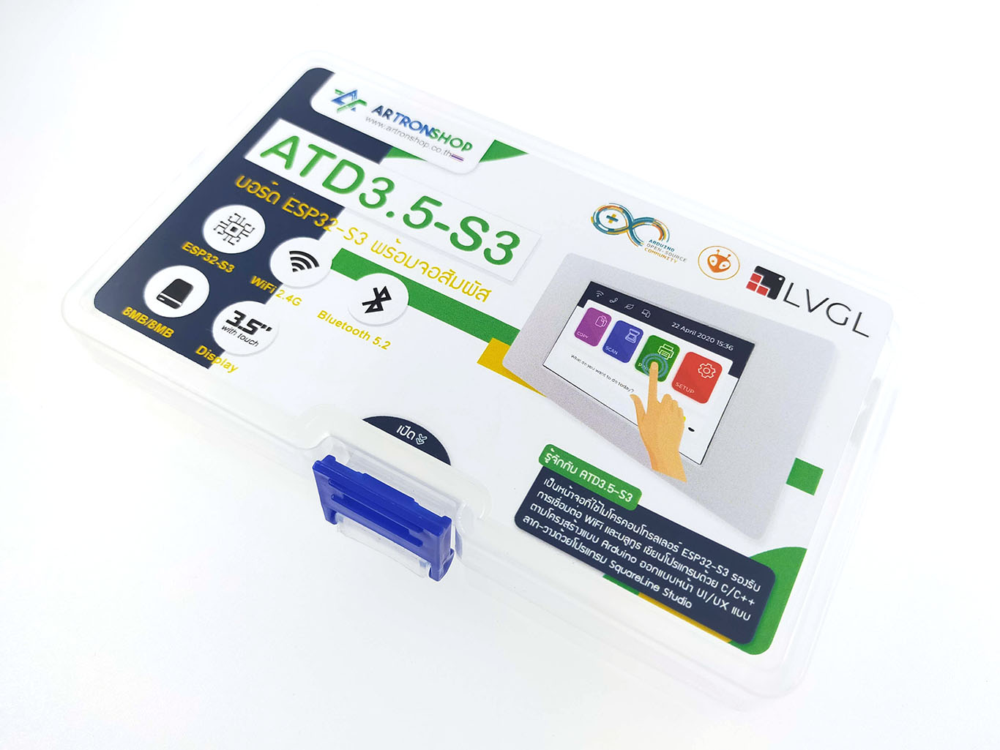 ARTRONSHOP
www.artronshop.co.th
ATD3.5-S3
บอร์ด ESP32-S3 พร้อมจอสัมผัส
ESP32-S3
WiFi 2.4G
Bluetooth 5.2
8MB/8MB
3.5"
with touch
Display
ARDUINO
OPEN-SOURCE
COMMUNITY
LVGL
22 April 2020 15:36
COPY
SCAN
PRINT
SETUP
What do you want to do today?
เปิด
รู้จักกับ ATD3.5-S3
เป็นหน้าจอที่ใช้ไมโครคอนโทรลเลอร์ ESP32-S3 รองรับ
การเชื่อมต่อ WiFi และบลูทูธ เขียนโปรแกรมด้วย C/C++
ตามโครงสร้างแบบ Arduino ออกแบบหน้า UI/UX แบบ
ลาก-วางด้วยโปรแกรม SquareLine Studio